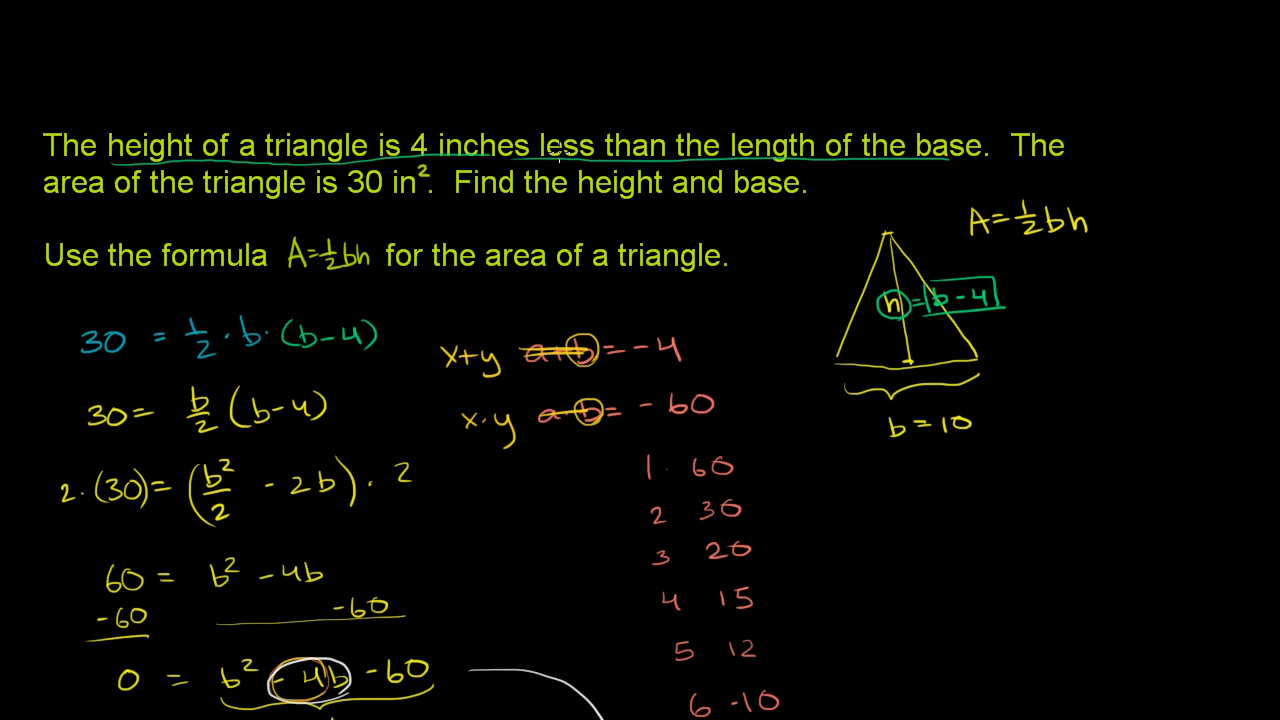 The height of a triangle is 4 inches less than the length of the base. The
area of the triangle is 30 in². Find the height and base.
Use the formula A=½bh for the area of a triangle.
A=½bh
h=b-4
b=10
30 = ½·b·(b-4)
30= b/2 (b-4)
2·(30)=(b²/2 - 2b)·2
60 = b² -4b
-60 -60
0 = b² -4b -60
x+y a+b=-4
x·y a·b=-60
1· 60
2 30
3 20
4 15
5 12
6 -10